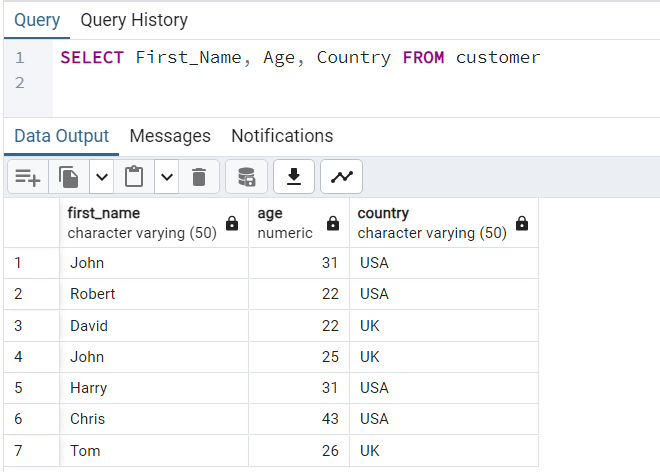 Query Query History
1 SELECT First_Name, Age, Country FROM customer
2
Data Output Messages Notifications
first_name age country
character varying (50) numeric character varying (50)
1 John 31 USA
2 Robert 22 USA
3 David 22 UK
4 John 25 UK
5 Harry 31 USA
6 Chris 43 USA
7 Tom 26 UK